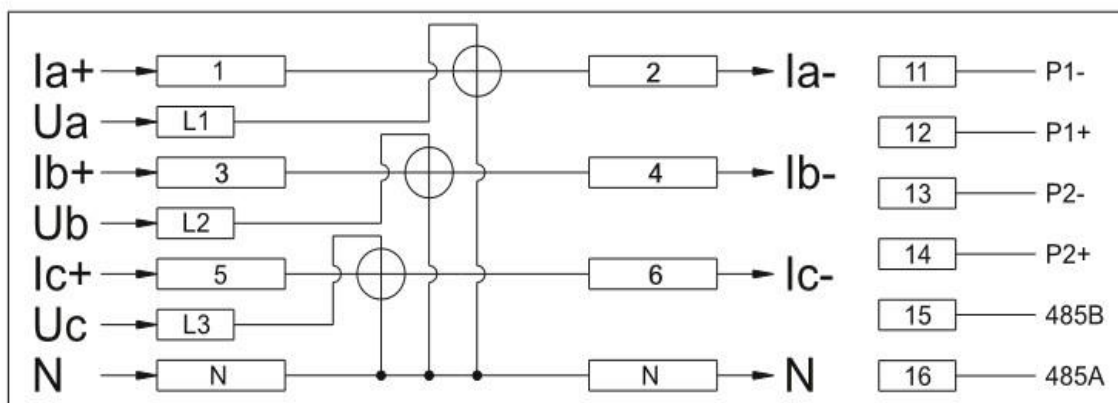 Ia+ 1 2 Ia- 11 P1-
Ua L1 12 P1+
Ib+ 3 4 Ib- 13 P2-
Ub L2
Ic+ 5 6 Ic- 14 P2+
Uc L3 15 485B
N N N N 16 485A